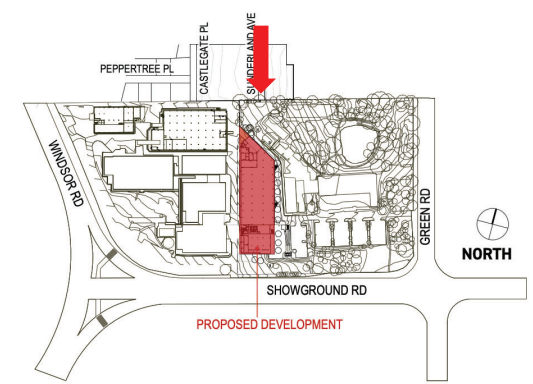 PEPPERTREE PL
CASTLEGATE PL
SUNDERLAND AVE
WINDSOR RD
GREEN RD
NORTH
SHOWGROUND RD
PROPOSED DEVELOPMENT